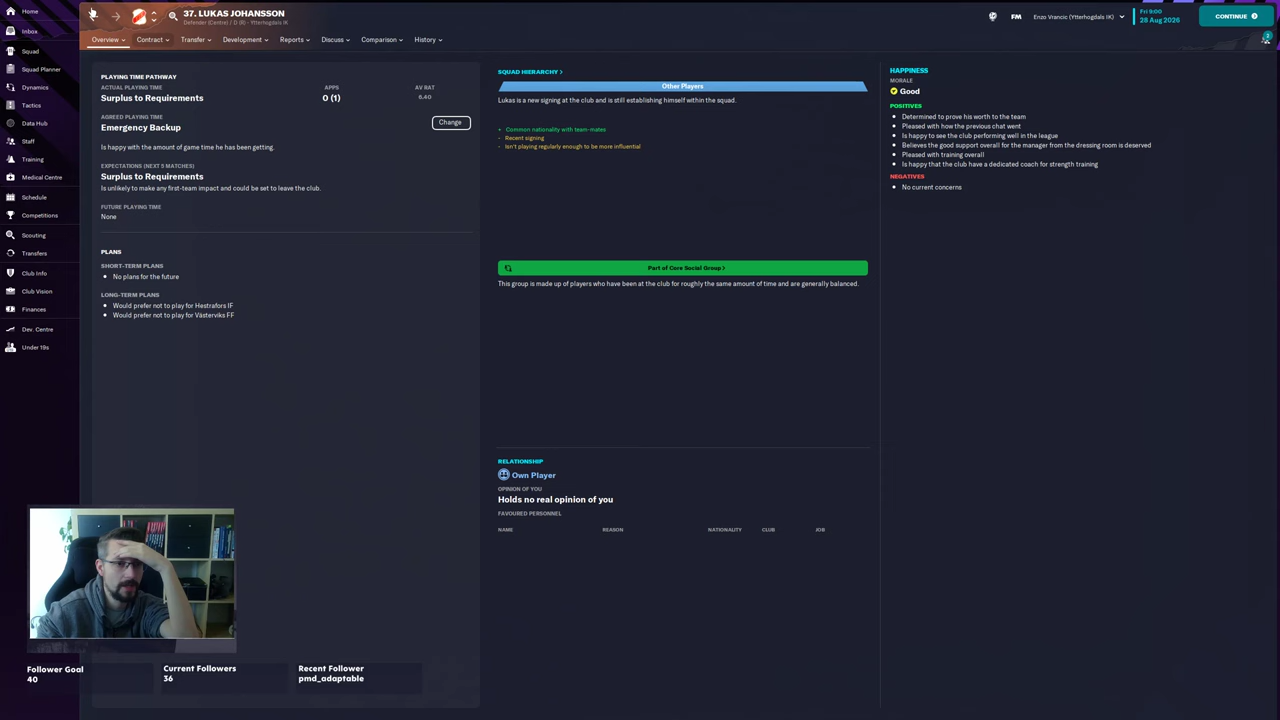 Home
Inbox
Squad
Squad Planner
Dynamics
Tactics
Data Hub
Staff
Training
Medical Centre
Schedule
Competitions
Scouting
Transfers
Club Info
Club Vision
Finances
Dev. Centre
Under 19s
37. LUKAS JOHANSSON
Defender (Centre) / D (R) - Ytterhogdals IK
FM
Enzo Vrancic (Ytterhogdals IK)
Fri 9:00
28 Aug 2026
CONTINUE
2
Overview
Contract
Transfer
Development
Reports
Discuss
Comparison
History
PLAYING TIME PATHWAY
ACTUAL PLAYING TIME APPS AV RAT
Surplus to Requirements 0 (1) 6.40
AGREED PLAYING TIME
Emergency Backup
Change
Is happy with the amount of game time he has been getting.
EXPECTATIONS (NEXT 5 MATCHES)
Surplus to Requirements
Is unlikely to make any first-team impact and could be set to leave the club.
FUTURE PLAYING TIME
None
PLANS
SHORT-TERM PLANS
No plans for the future
LONG-TERM PLANS
Would prefer not to play for Hestrafors IF
Would prefer not to play for Västerviks FF
SQUAD HIERARCHY >
Other Players
Lukas is a new signing at the club and is still establishing himself within the squad.
+ Common nationality with team-mates
- Recent signing
- Isn't playing regularly enough to be more influential
Part of Core Social Group >
This group is made up of players who have been at the club for roughly the same amount of time and are generally balanced.
RELATIONSHIP
Own Player
OPINION OF YOU
Holds no real opinion of you
FAVOURED PERSONNEL
NAME REASON NATIONALITY CLUB JOB
HAPPINESS
MORALE
Good
POSITIVES
Determined to prove his worth to the team
Pleased with how the previous chat went
Is happy to see the club performing well in the league
Believes the good support overall for the manager from the dressing room is deserved
Pleased with training overall
Is happy that the club have a dedicated coach for strength training
NEGATIVES
No current concerns
Follower Goal
40
Current Followers
36
Recent Follower
pmd_adaptable